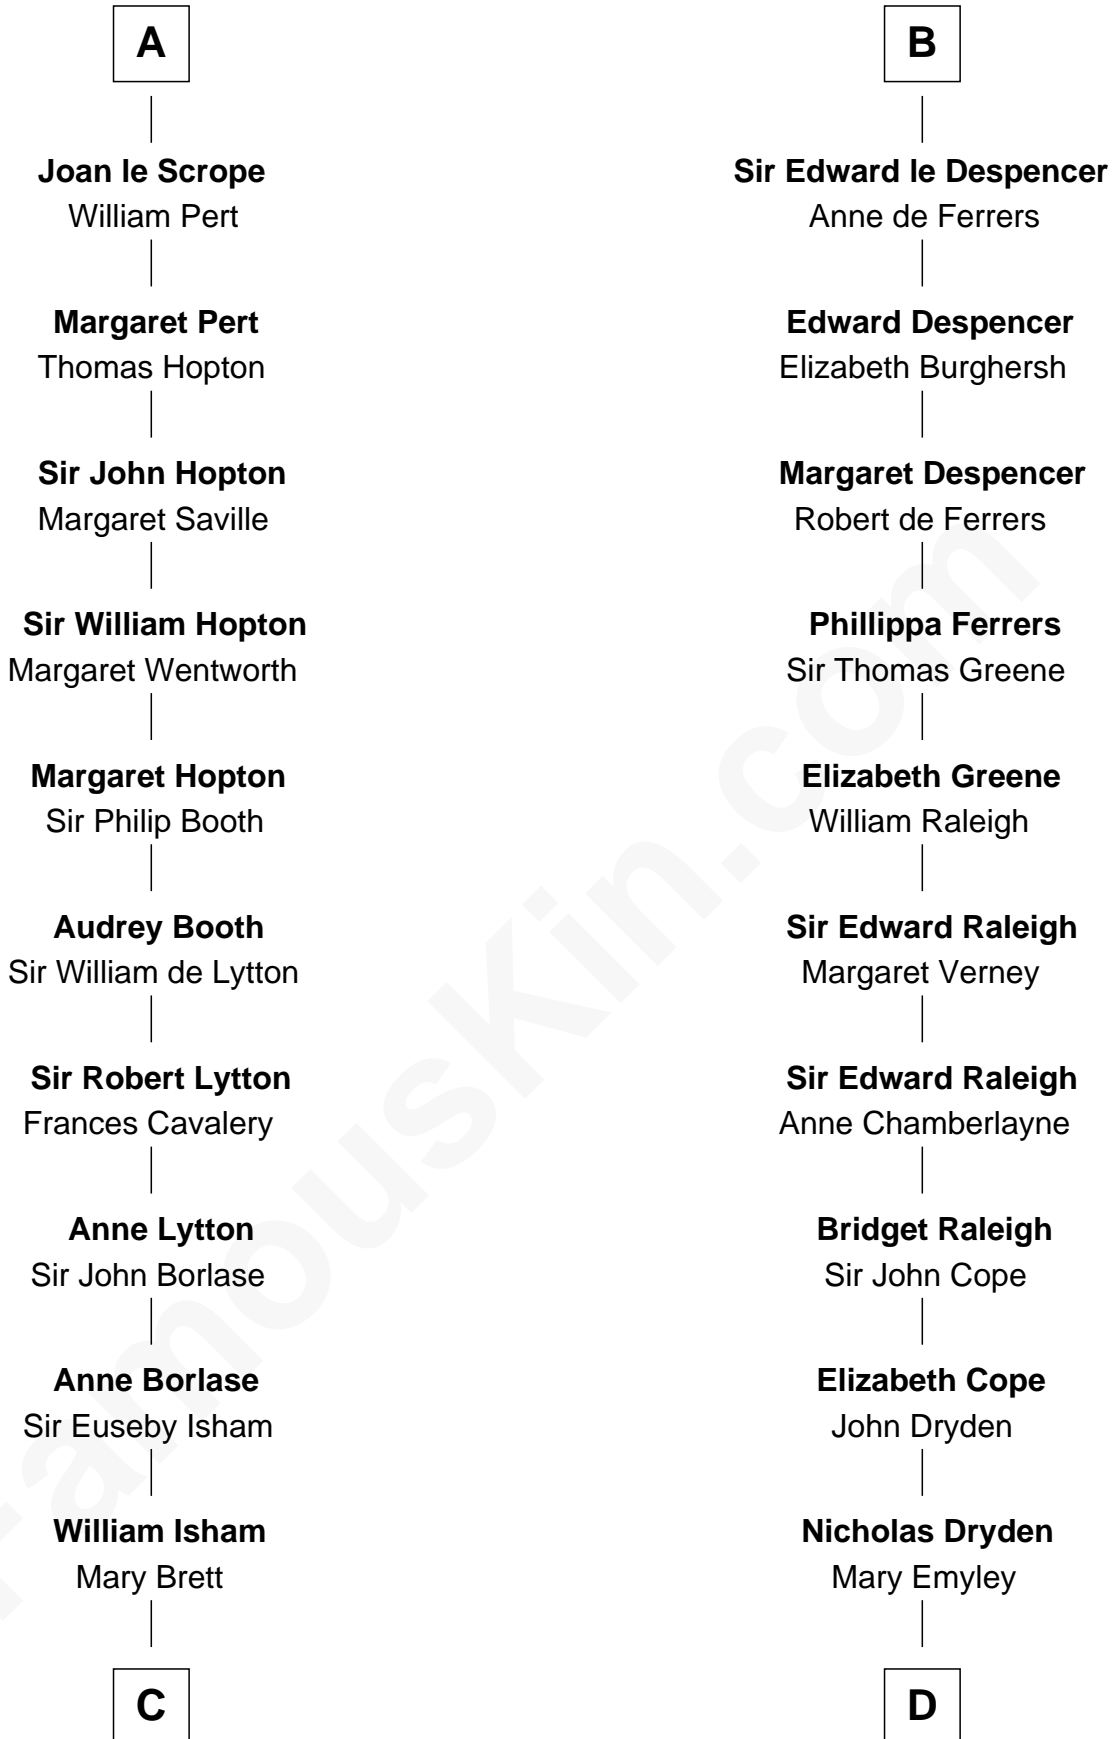 A
Joan le Scrope
William Pert
Margaret Pert
Thomas Hopton
Sir John Hopton
Margaret Saville
Sir William Hopton
Margaret Wentworth
Margaret Hopton
Sir Philip Booth
Audrey Booth
Sir William de Lytton
Sir Robert Lytton
Frances Cavalery
Anne Lytton
Sir John Borlase
Anne Borlase
Sir Euseby Isham
William Isham
Mary Brett
C
B
Sir Edward le Despencer
Anne de Ferrers
Edward Despencer
Elizabeth Burghersh
Margaret Despencer
Robert de Ferrers
Phillippa Ferrers
Sir Thomas Greene
Elizabeth Greene
William Raleigh
Sir Edward Raleigh
Margaret Verney
Sir Edward Raleigh
Anne Chamberlayne
Bridget Raleigh
Sir John Cope
Elizabeth Cope
John Dryden
Nicholas Dryden
Mary Emyley
D
FamousKin.com